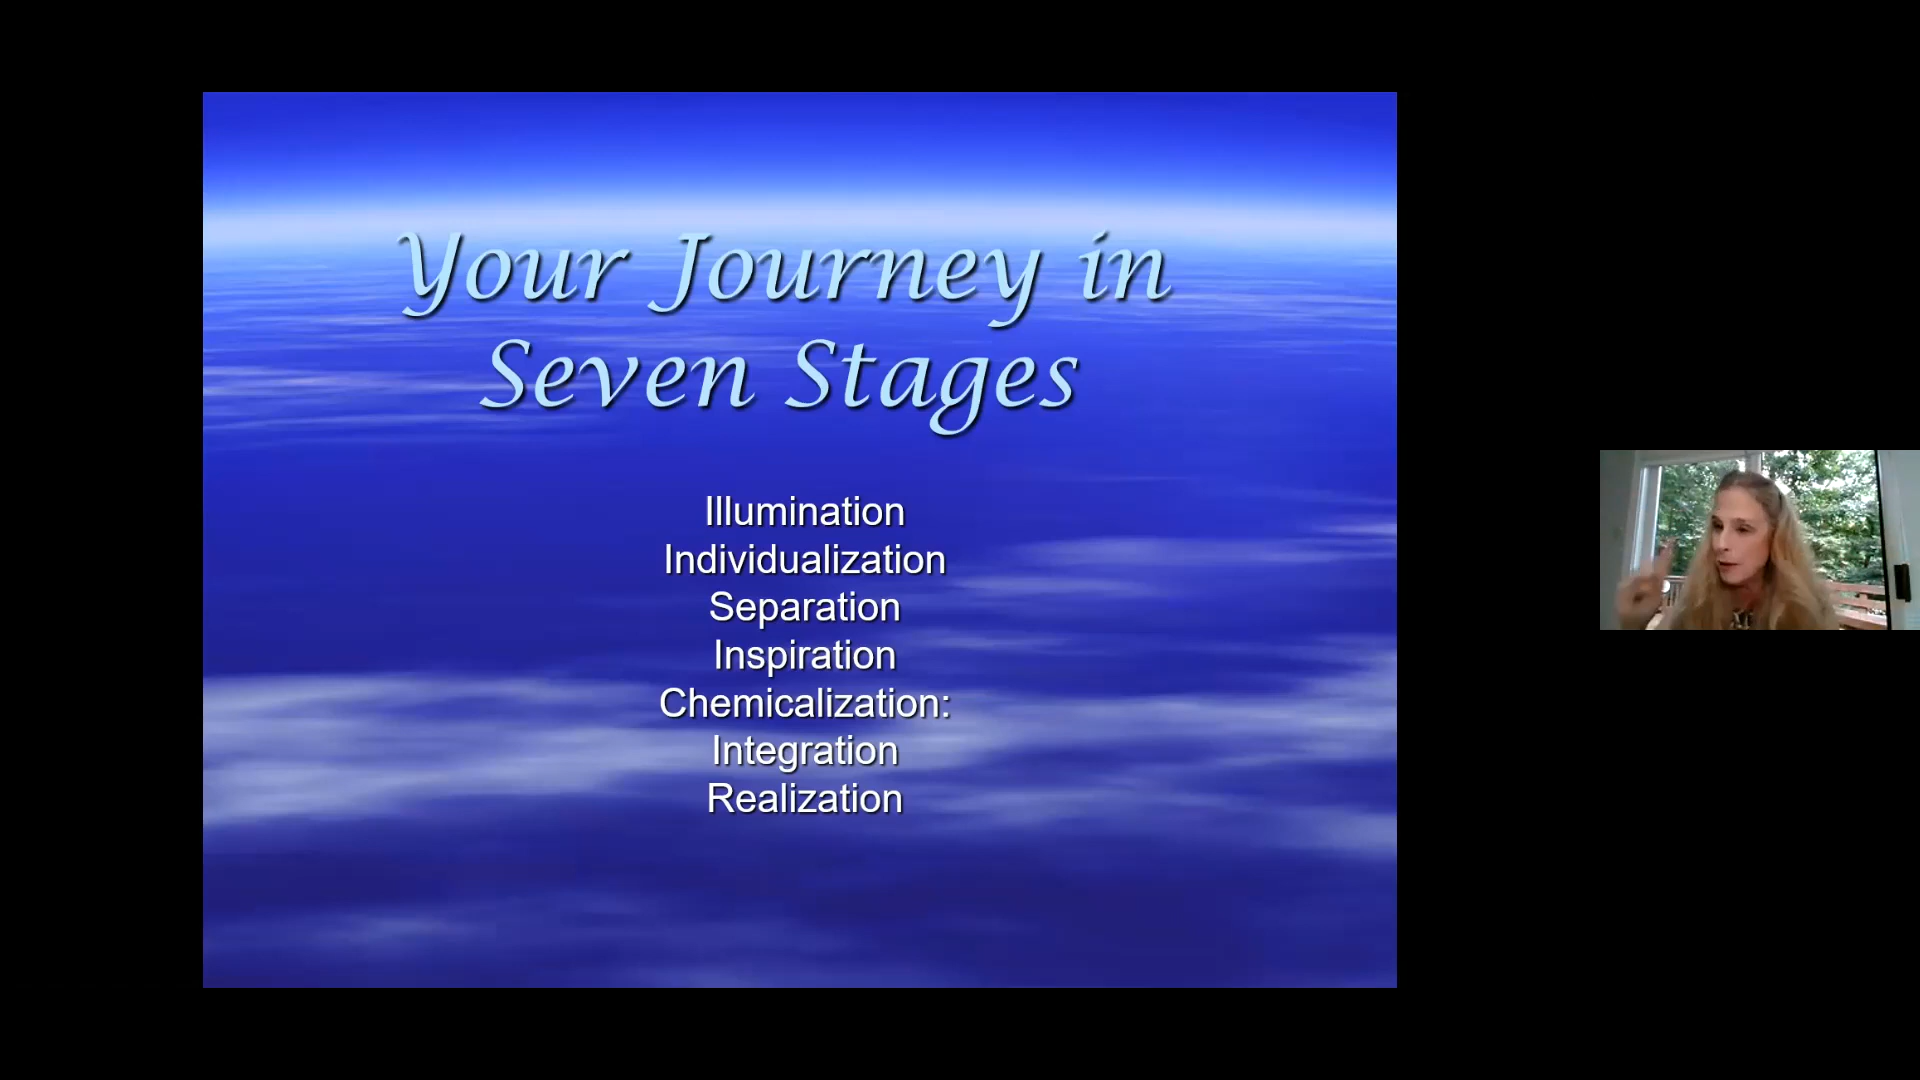 Your Journey in
Seven Stages
Illumination
Individualization
Separation
Inspiration
Chemicalization:
Integration
Realization